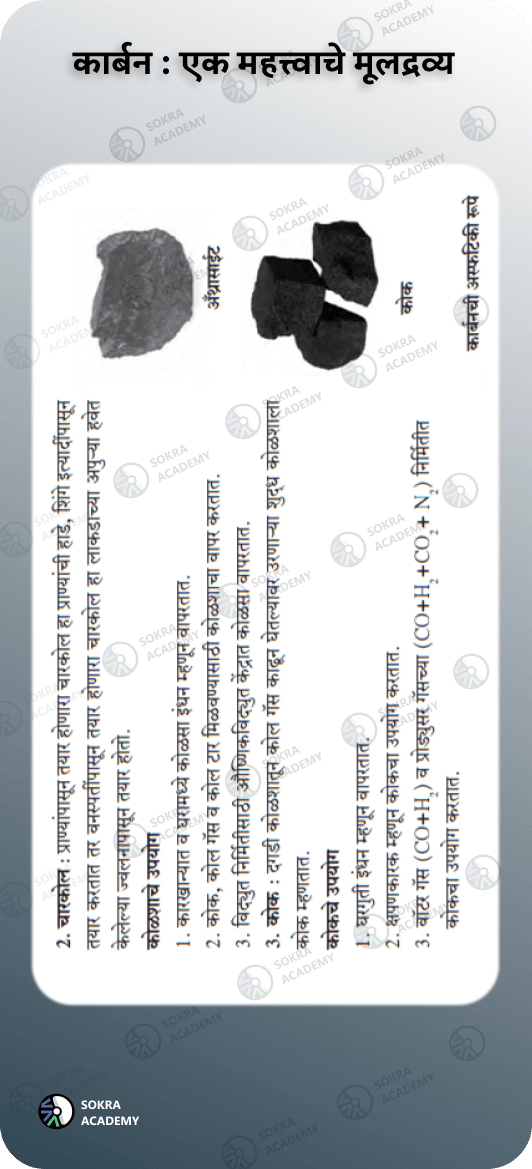 कार्बन : एक महत्त्वाचे मूलद्रव्य
2. चारकोल : प्राण्यांपासून तयार होणारा चारकोल हा प्राण्यांची हाडे, शिंगे इत्यादींपासून
तयार करतात तर वनस्पतींपासून तयार होणारा चारकोल हा लाकडाच्या अपुऱ्या हवेत
केलेल्या ज्वलनापासून तयार होतो.
कोळशाचे उपयोग
1. कारखान्यात व घरामध्ये कोळसा इंधन म्हणून वापरतात.
2. कोक, कोल गॅस व कोल टार मिळवण्यासाठी कोळशाचा वापर करतात.
3. विद्युत निर्मितीसाठी औष्णिकविद्युत केंद्रात कोळसा वापरतात.
3. कोक : दगडी कोळशातून कोल गॅस काढून घेतल्यावर उरणाऱ्या शुद्ध कोळशाला
कोक म्हणतात.
कोकचे उपयोग
1. घरगुती इंधन म्हणून वापरतात.
2. क्षपणकारक म्हणून कोकचा उपयोग करतात.
3. वॉटर गॅस (CO+H₂) व प्रोड्युसर गॅसच्या (CO+H₂+CO₂+ N₂) निर्मितीत
कोकचा उपयोग करतात.
अँथ्रासाईट
कोक
कार्बनची अस्फटिकी रूपे
SOKRA
ACADEMY